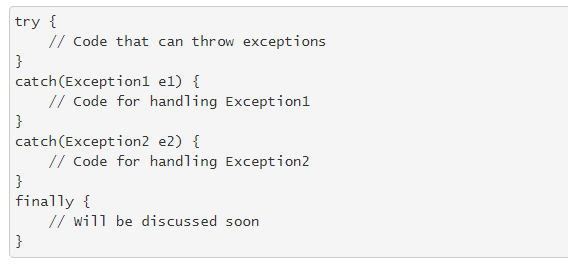 try {
    // Code that can throw exceptions
}
catch(Exception1 e1) {
    // Code for handling Exception1
}
catch(Exception2 e2) {
    // Code for handling Exception2
}
finally {
    // Will be discussed soon
}